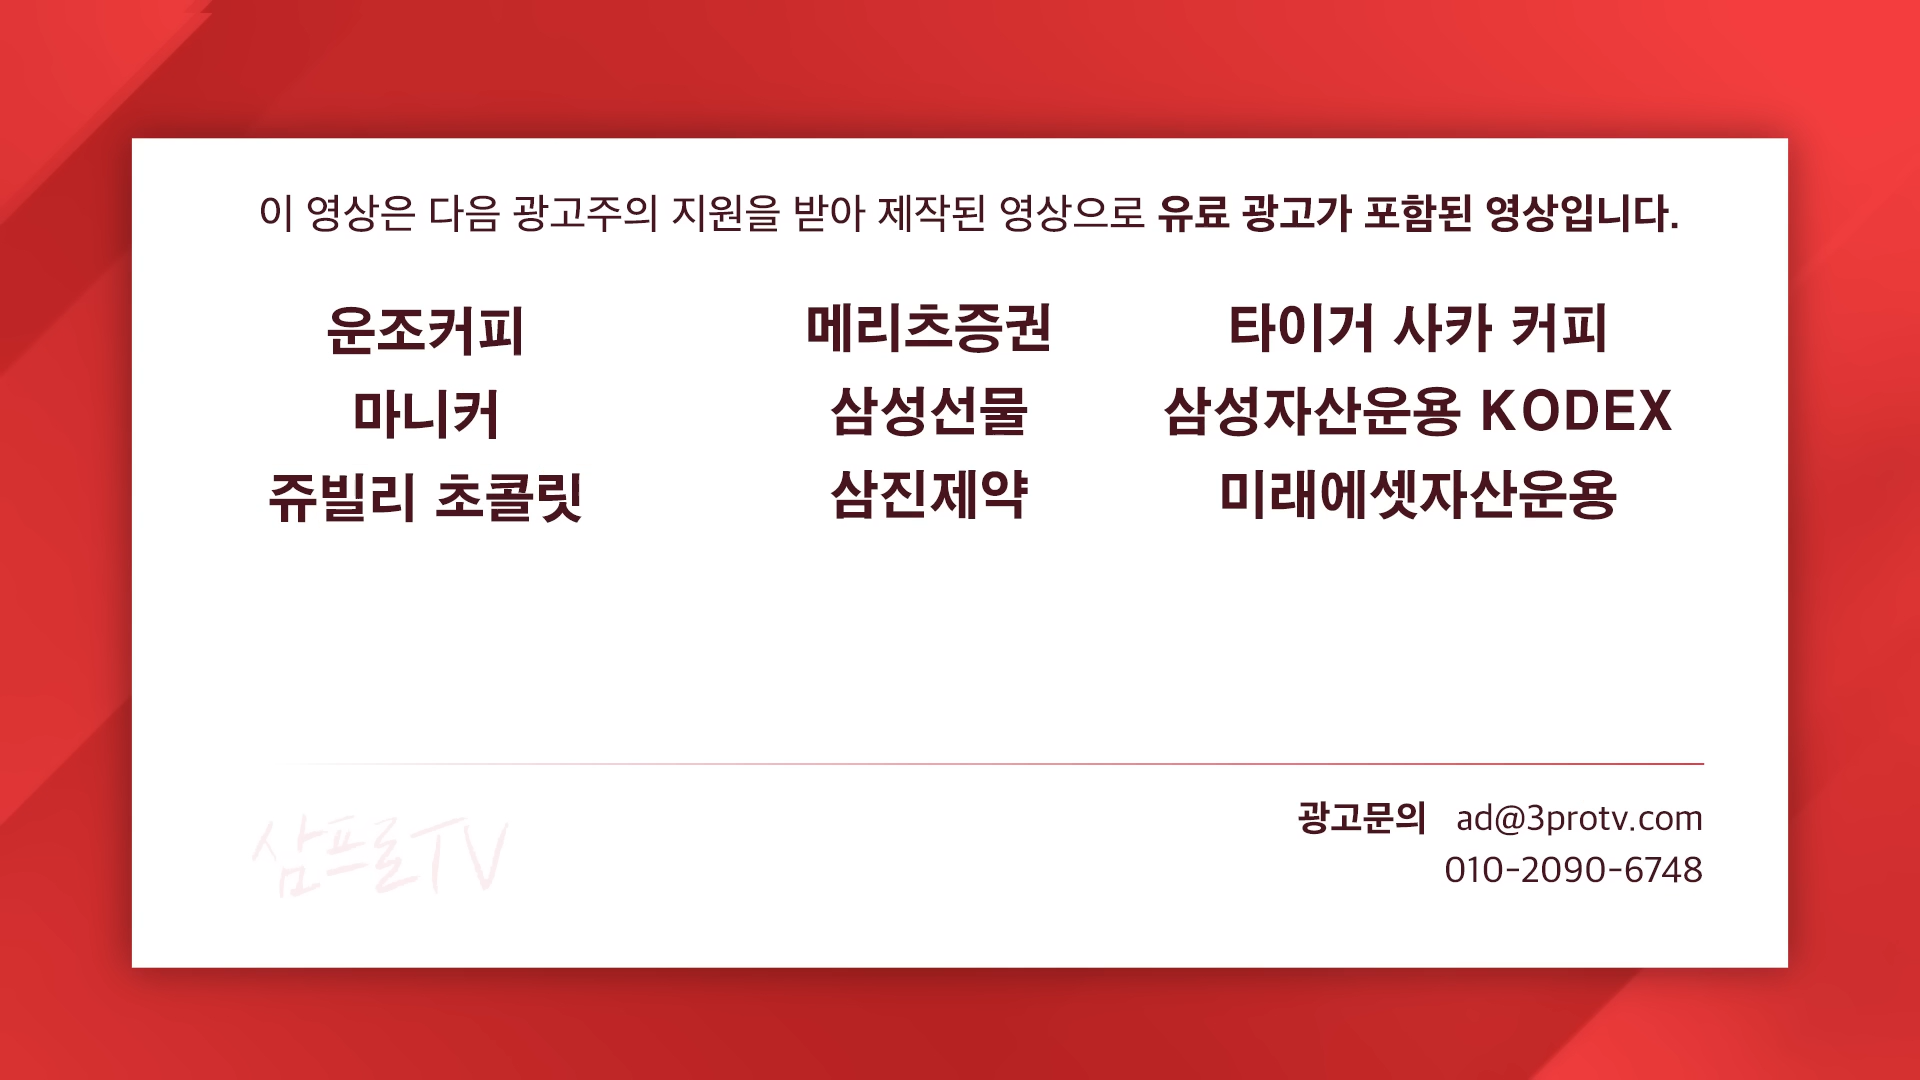 이 영상은 다음 광고주의 지원을 받아 제작된 영상으로 유료 광고가 포함된 영상입니다.
운조커피 메리츠증권 타이거 사카 커피
마니커 삼성선물 삼성자산운용 KODEX
쥬빌리 초콜릿 삼진제약 미래에셋자산운용
삼프로TV
광고문의 ad@3protv.com
010-2090-6748